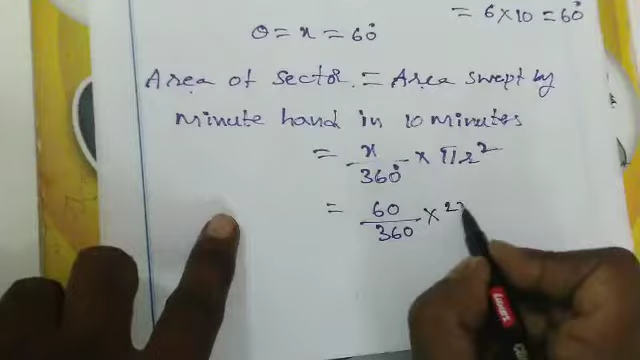 = 6 × 10 = 60°
θ = x = 60°
Area of sector. = Area swept by
minute hand in 10 minutes
= x/360° × πr²
= 60/360 × 22